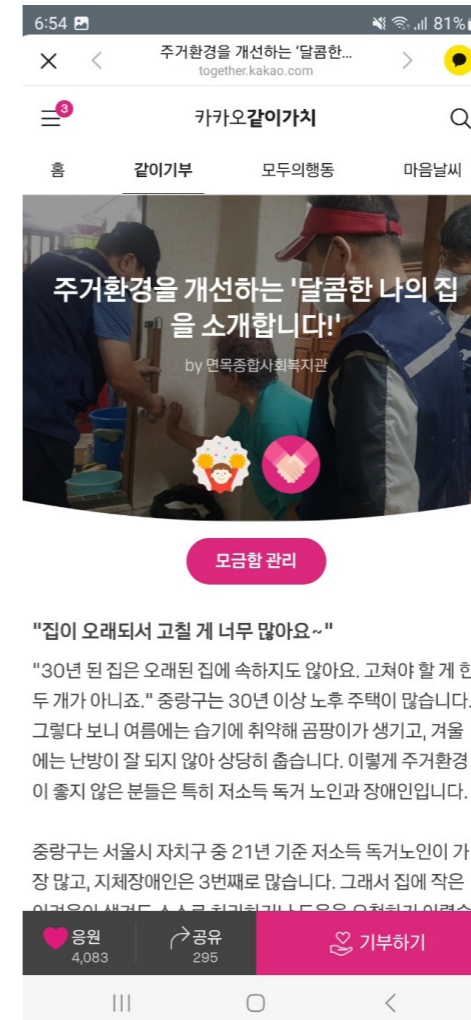 6:54
81%
주거환경을 개선하는 '달콤한...
together.kakao.com
3
카카오같이가치
홈 같이기부 모두의행동 마음날씨
주거환경을 개선하는 '달콤한 나의 집
을 소개합니다!'
by 면목종합사회복지관
모금함 관리
"집이 오래되서 고칠 게 너무 많아요~"
"30년 된 집은 오래된 집에 속하지도 않아요. 고쳐야 할 게 한
두 개가 아니죠." 중랑구는 30년 이상 노후 주택이 많습니다.
그렇다 보니 여름에는 습기에 취약해 곰팡이가 생기고, 겨울
에는 난방이 잘 되지 않아 상당히 춥습니다. 이렇게 주거환경
이 좋지 않은 분들은 특히 저소득 독거 노인과 장애인입니다.
중랑구는 서울시 자치구 중 21년 기준 저소득 독거노인이 가
장 많고, 지체장애인은 3번째로 많습니다. 그래서 집에 작은
응원 공유 기부하기
4,083 295